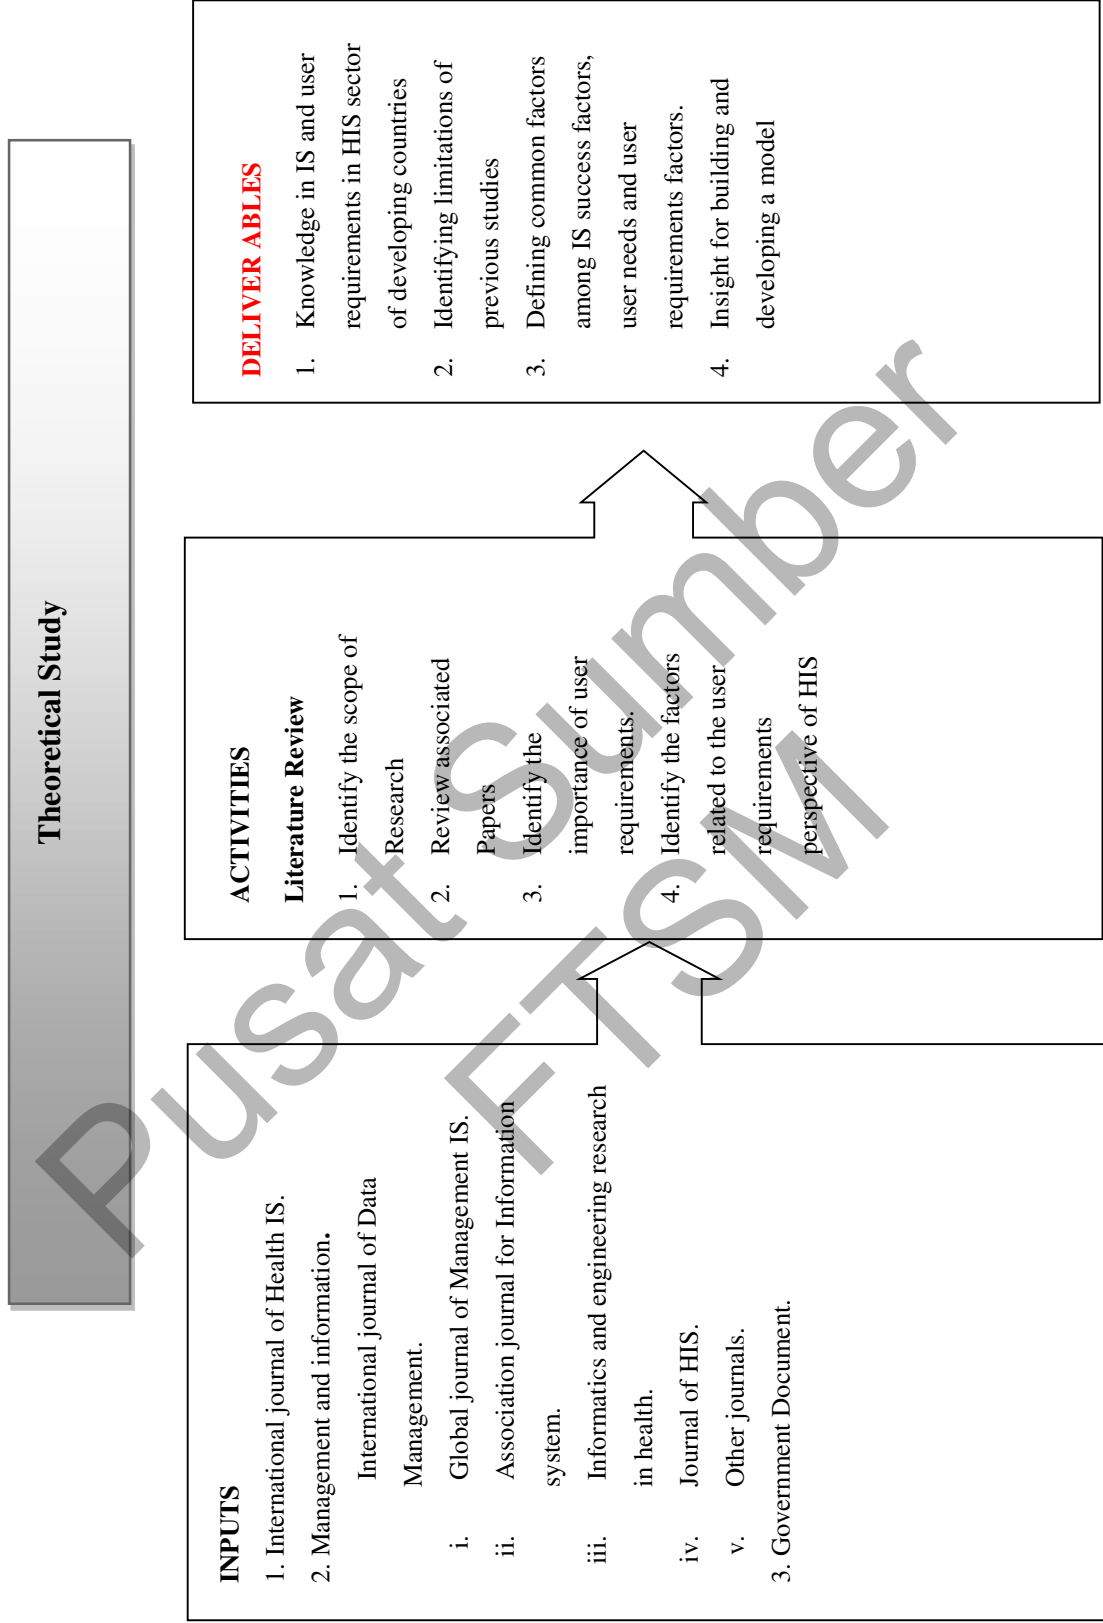 Theoretical Study
INPUTS
1. International journal of Health IS.
2. Management and information.
International journal of Data
Management.
i. Global journal of Management IS.
ii. Association journal for Information
system.
iii. Informatics and engineering research
in health.
iv. Journal of HIS.
v. Other journals.
3. Government Document.
ACTIVITIES
Literature Review
1. Identify the scope of
Research
2. Review associated
Papers
3. Identify the
importance of user
requirements.
4. Identify the factors
related to the user
requirements
perspective of HIS
DELIVER ABLES
1. Knowledge in IS and user
requirements in HIS sector
of developing countries
2. Identifying limitations of
previous studies
3. Defining common factors
among IS success factors,
user needs and user
requirements factors.
4. Insight for building and
developing a model
Pusat Sumber
FTSM